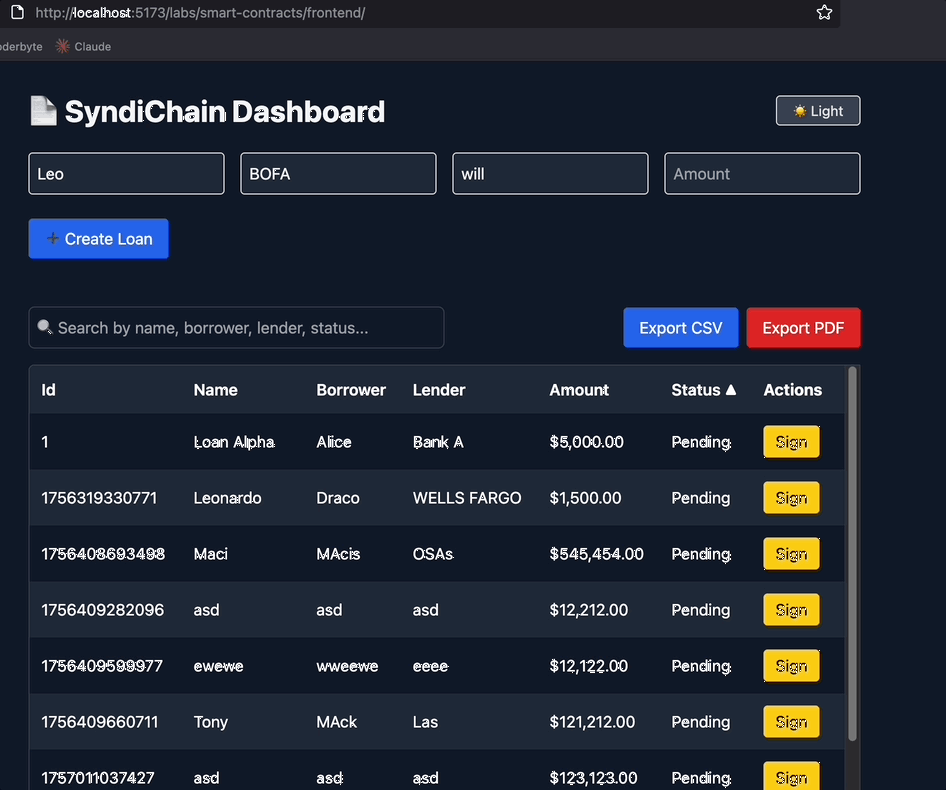 http://localhost:5173/labs/smart-contracts/frontend/
oderbyte Claude
SyndiChain Dashboard Light
Leo BOFA will Amount
Create Loan
Search by name, borrower, lender, status... Export CSV Export PDF
Id Name Borrower Lender Amount Status ▲ Actions
1 Loan Alpha Alice Bank A $5,000.00 Pending Sign
1756319330771 Leonardo Draco WELLS FARGO $1,500.00 Pending Sign
1756408693498 Maci MAcis OSAs $545,454.00 Pending Sign
1756409282096 asd asd asd $12,212.00 Pending Sign
1756409599977 ewewe wweewe eeee $12,122.00 Pending Sign
1756409660711 Tony MAck Las $121,212.00 Pending Sign
1757011037427 asd asd asd $123,123.00 Pending Sign